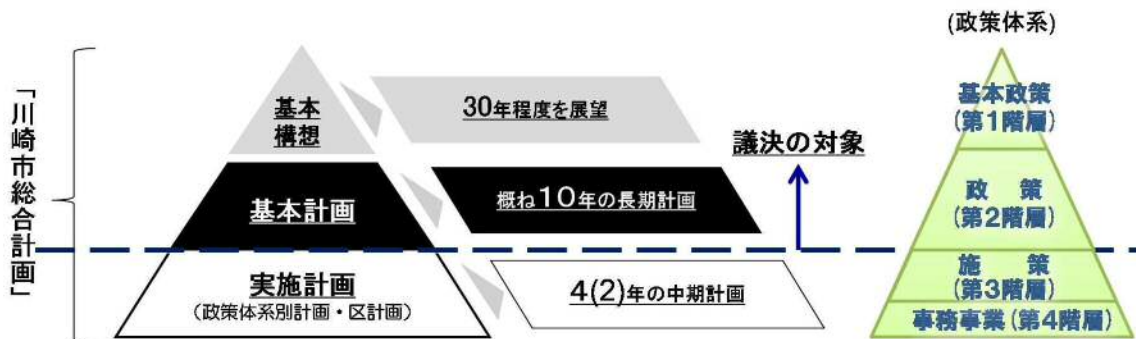 「川崎市総合計画」
基本
構想
30年程度を展望
基本計画
概ね10年の長期計画
実施計画
(政策体系別計画・区計画)
4(2)年の中期計画
議決の対象
(政策体系)
基本政策
(第1階層)
政　策
(第2階層)
施　策
(第3階層)
事務事業(第4階層)